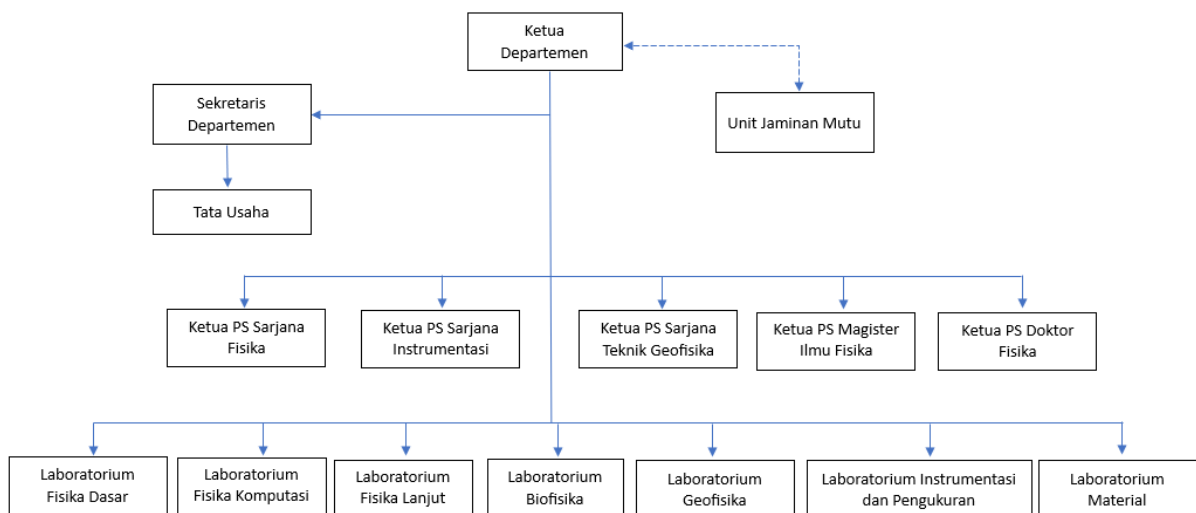 Ketua
Departemen
Sekretaris
Departemen
Unit Jaminan Mutu
Tata Usaha
Ketua PS Sarjana
Fisika
Ketua PS Sarjana
Instrumentasi
Ketua PS Sarjana
Teknik Geofisika
Ketua PS Magister
Ilmu Fisika
Ketua PS Doktor
Fisika
Laboratorium
Fisika Dasar
Laboratorium
Fisika Komputasi
Laboratorium
Fisika Lanjut
Laboratorium
Biofisika
Laboratorium
Geofisika
Laboratorium Instrumentasi
dan Pengukuran
Laboratorium
Material